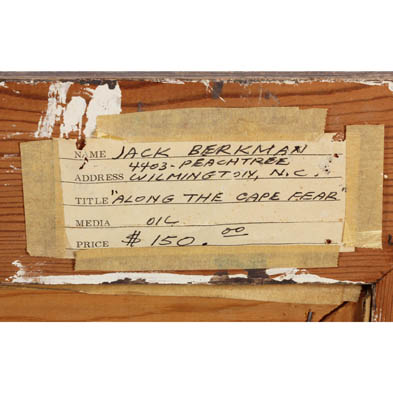 NAME JACK BERKMAN
4403-PEACHTREE
ADDRESS WILMINGTON, N.C.
TITLE "ALONG THE CAPE FEAR"
MEDIA OIL
PRICE $150.00